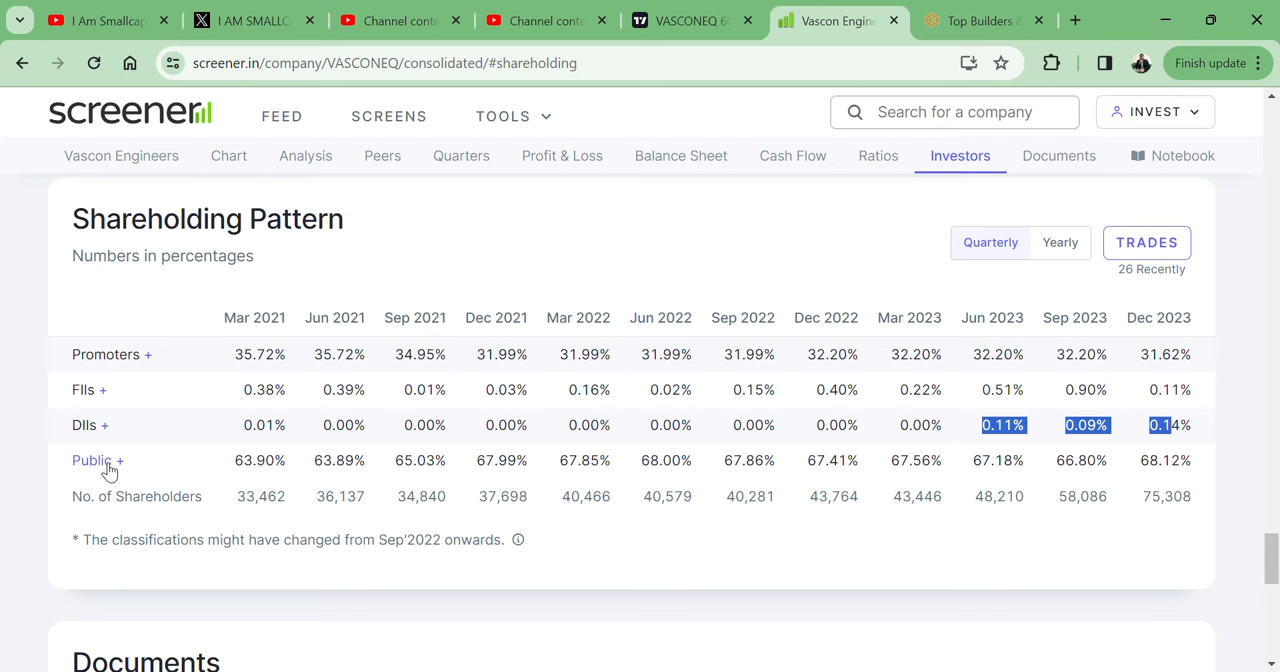 I Am Smallcap
I AM SMALLC
Channel conte
Channel conte
VASCONEQ 60
Vascon Engine
Top Builders &
screener.in/company/VASCONEQ/consolidated/#shareholding
Finish update
screener
FEED
SCREENS
TOOLS
Search for a company
INVEST
Vascon Engineers Chart Analysis Peers Quarters Profit & Loss Balance Sheet Cash Flow Ratios Investors Documents Notebook
Shareholding Pattern
Numbers in percentages
Quarterly Yearly
TRADES
26 Recently
Mar 2021 Jun 2021 Sep 2021 Dec 2021 Mar 2022 Jun 2022 Sep 2022 Dec 2022 Mar 2023 Jun 2023 Sep 2023 Dec 2023
Promoters + 35.72% 35.72% 34.95% 31.99% 31.99% 31.99% 31.99% 32.20% 32.20% 32.20% 32.20% 31.62%
FIIs + 0.38% 0.39% 0.01% 0.03% 0.16% 0.02% 0.15% 0.40% 0.22% 0.51% 0.90% 0.11%
DIIs + 0.01% 0.00% 0.00% 0.00% 0.00% 0.00% 0.00% 0.00% 0.00% 0.11% 0.09% 0.14%
Public + 63.90% 63.89% 65.03% 67.99% 67.85% 68.00% 67.86% 67.41% 67.56% 67.18% 66.80% 68.12%
No. of Shareholders 33,462 36,137 34,840 37,698 40,466 40,579 40,281 43,764 43,446 48,210 58,086 75,308
* The classifications might have changed from Sep'2022 onwards.
Documents